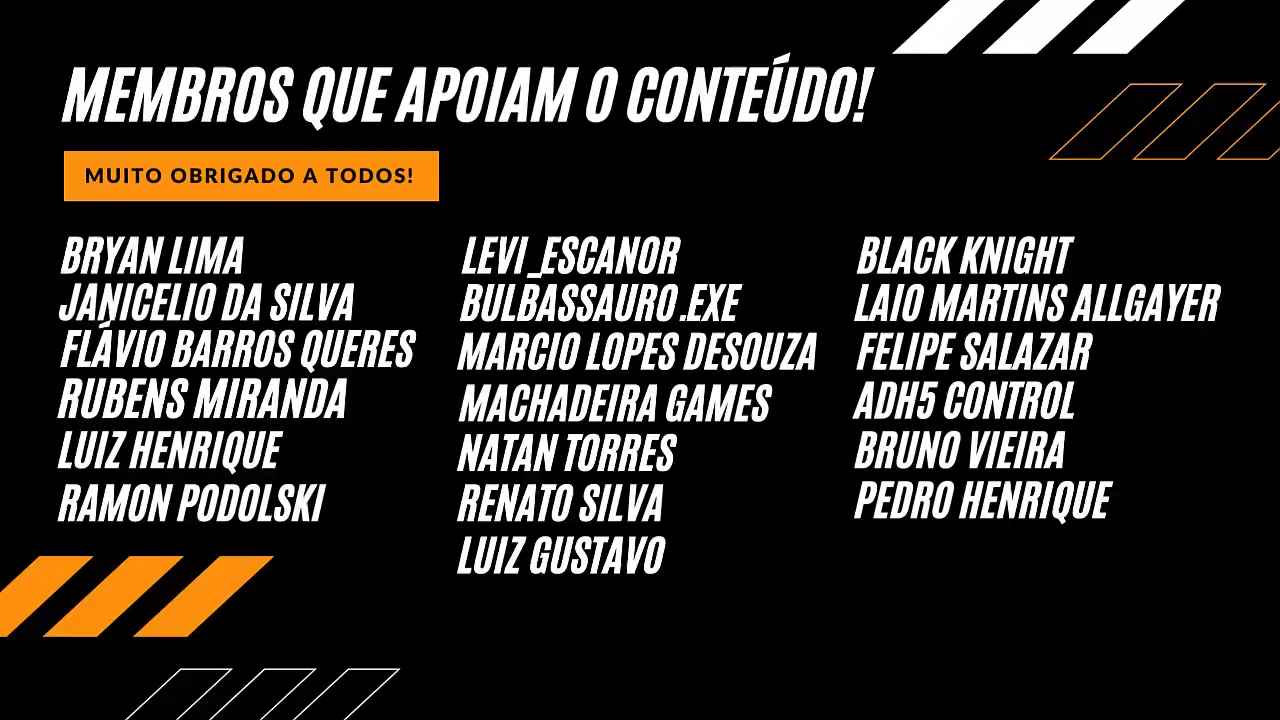 MEMBROS QUE APOIAM O CONTEÚDO!
MUITO OBRIGADO A TODOS!
BRYAN LIMA
JANICELIO DA SILVA
FLÁVIO BARROS QUERES
RUBENS MIRANDA
LUIZ HENRIQUE
RAMON PODOLSKI
LEVI_ESCANOR
BULBASSAURO.EXE
MARCIO LOPES DESOUZA
MACHADEIRA GAMES
NATAN TORRES
RENATO SILVA
LUIZ GUSTAVO
BLACK KNIGHT
LAIO MARTINS ALLGAYER
FELIPE SALAZAR
ADH5 CONTROL
BRUNO VIEIRA
PEDRO HENRIQUE